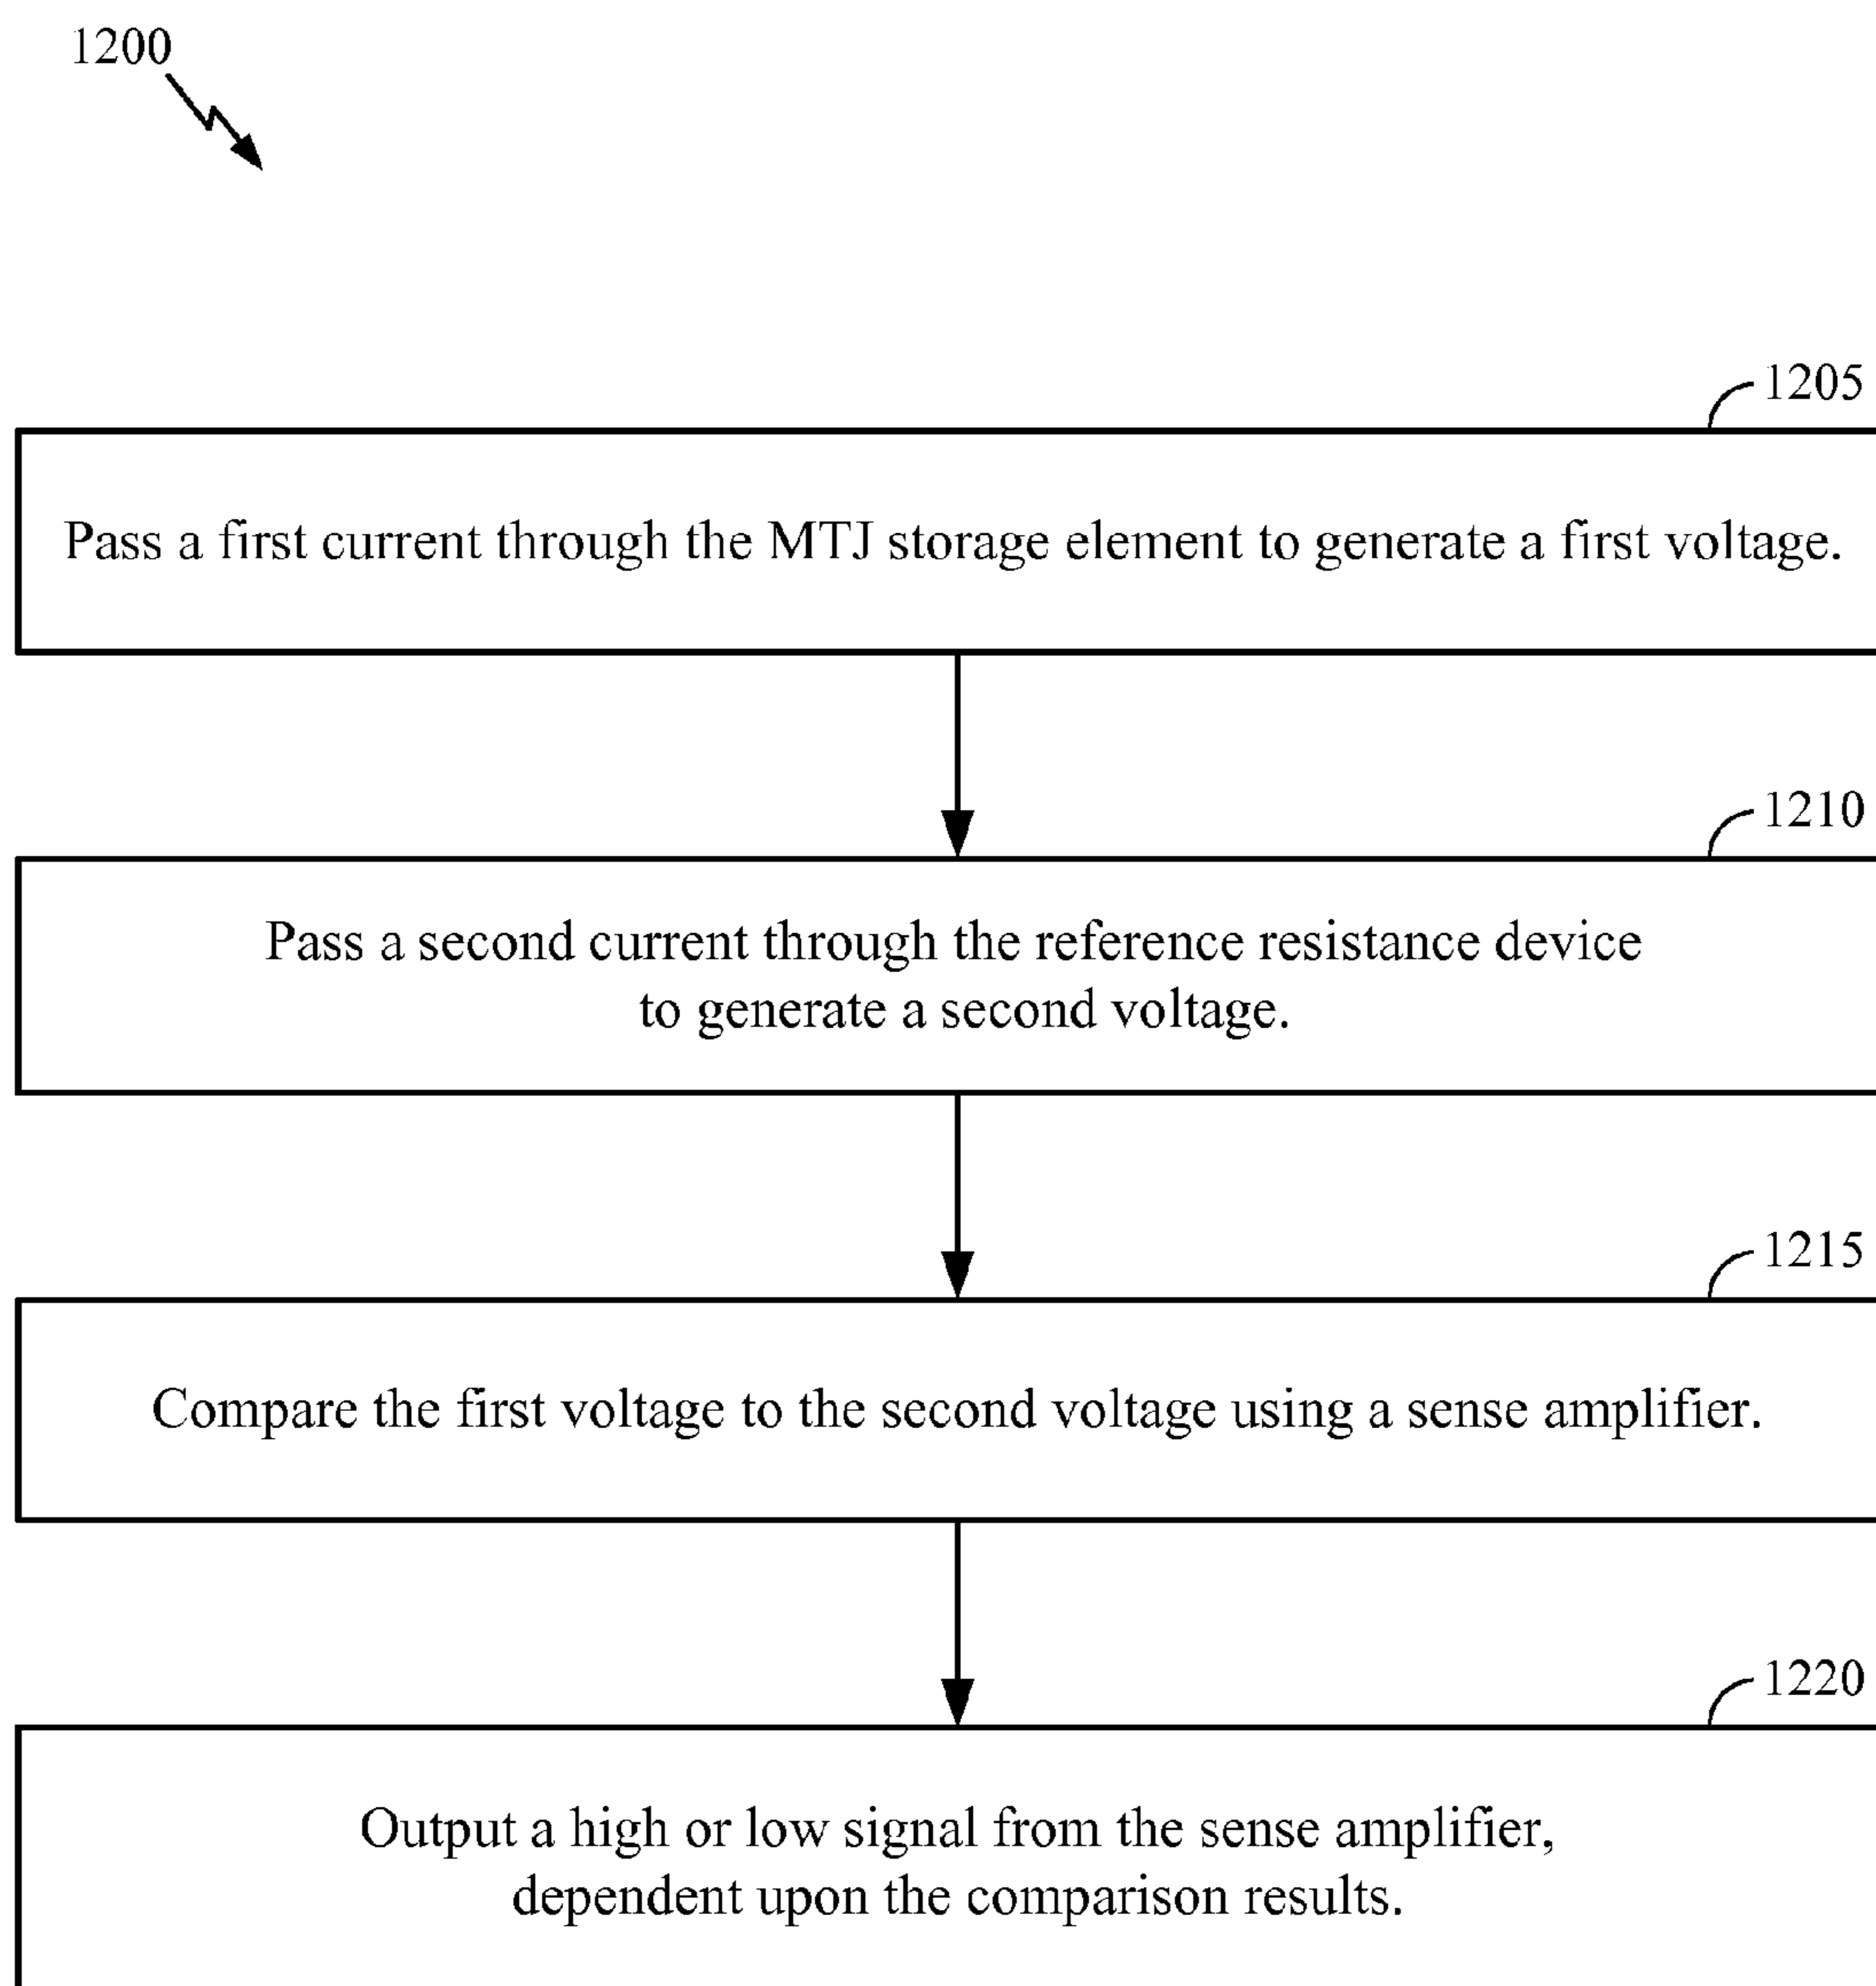 1200
1205
Pass a first current through the MTJ storage element to generate a first voltage.
1210
Pass a second current through the reference resistance device
to generate a second voltage.
1215
Compare the first voltage to the second voltage using a sense amplifier.
1220
Output a high or low signal from the sense amplifier,
dependent upon the comparison results.